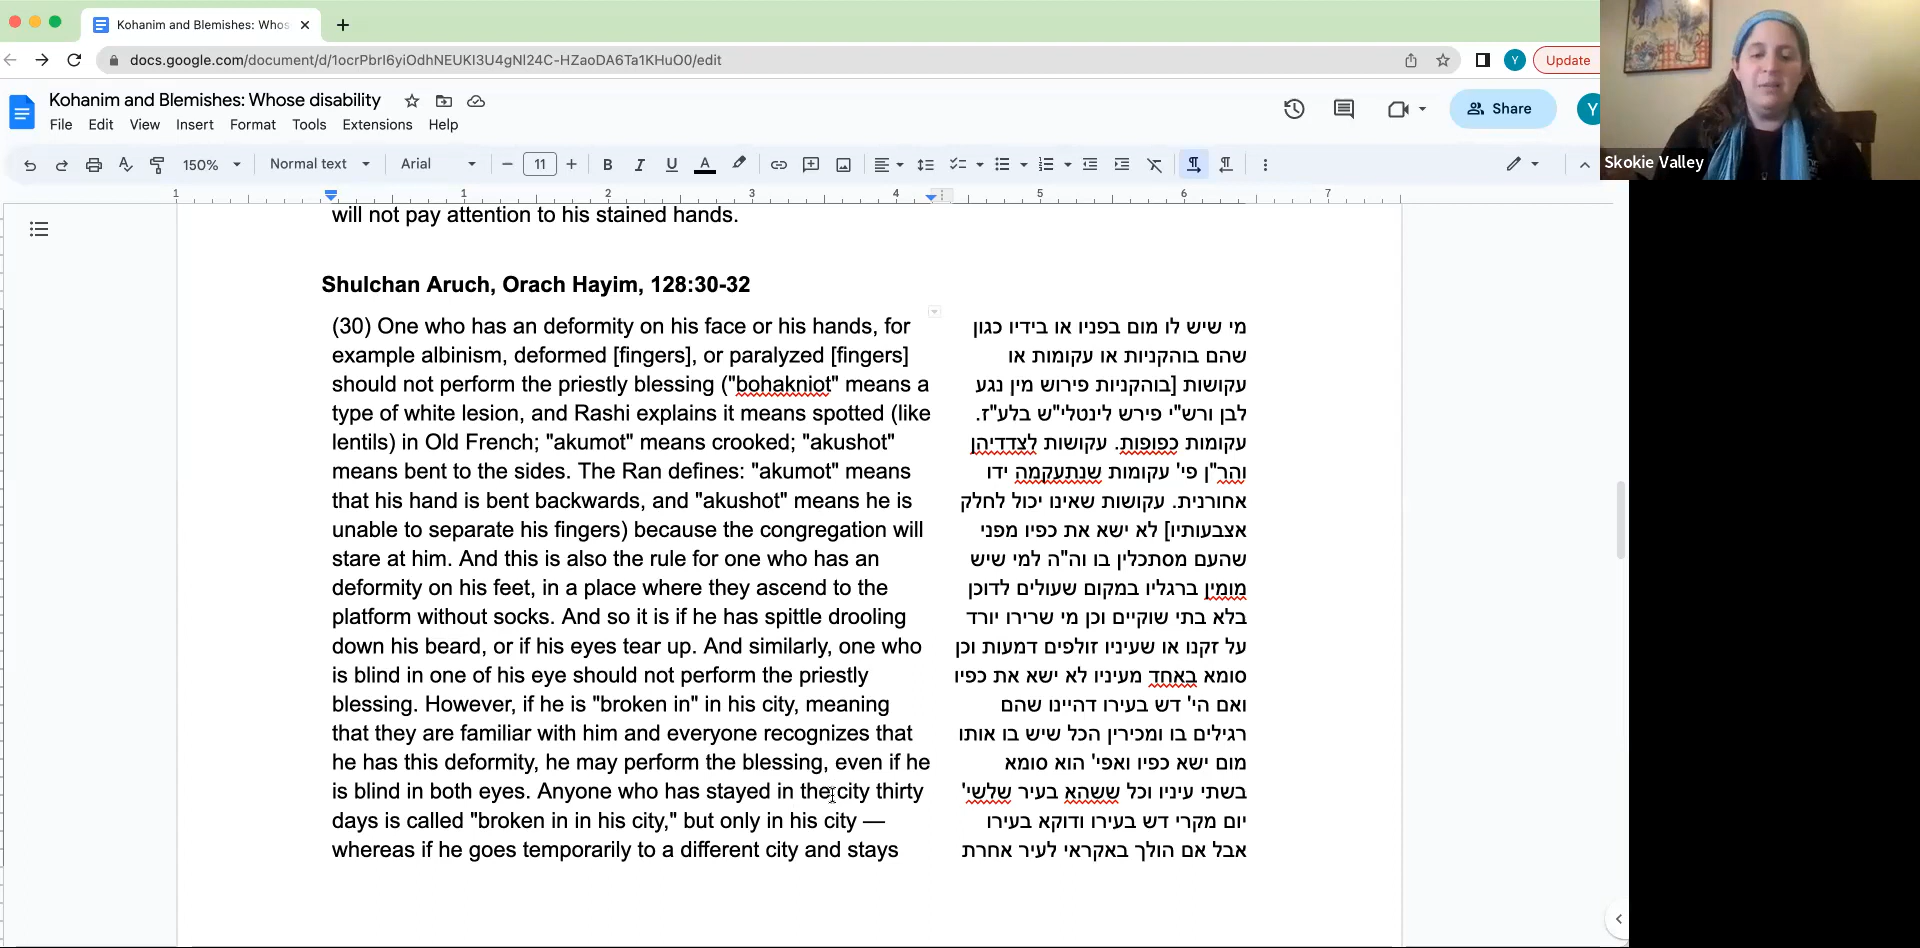 Kohanim and Blemishes: Whos
docs.google.com/document/d/1ocrPbrI6yiOdhNEUKI3U4gNI24C-HZaoDA6Ta1KHuO0/edit
Y
Update
Kohanim and Blemishes: Whose disability
File Edit View Insert Format Tools Extensions Help
Share
Y
Skokie Valley
150% Normal text Arial 11 B I U A
1 1 2 3 4 5 6 7
will not pay attention to his stained hands.
Shulchan Aruch, Orach Hayim, 128:30-32
(30) One who has an deformity on his face or his hands, for
example albinism, deformed [fingers], or paralyzed [fingers]
should not perform the priestly blessing ("bohakniot" means a
type of white lesion, and Rashi explains it means spotted (like
lentils) in Old French; "akumot" means crooked; "akushot"
means bent to the sides. The Ran defines: "akumot" means
that his hand is bent backwards, and "akushot" means he is
unable to separate his fingers) because the congregation will
stare at him. And this is also the rule for one who has an
deformity on his feet, in a place where they ascend to the
platform without socks. And so it is if he has spittle drooling
down his beard, or if his eyes tear up. And similarly, one who
is blind in one of his eye should not perform the priestly
blessing. However, if he is "broken in" in his city, meaning
that they are familiar with him and everyone recognizes that
he has this deformity, he may perform the blessing, even if he
is blind in both eyes. Anyone who has stayed in the city thirty
days is called "broken in in his city," but only in his city —
whereas if he goes temporarily to a different city and stays
מי שיש לו מום בפניו או בידיו כגון
שהם בוהקניות או עקומות או
עקושות [בוהקניות פירוש מין נגע
לבן ורש"י פירש לינטלי"ש בלע"ז.
עקומות כפופות. עקושות לצדדיהן
והר"ן פי' עקומות שנתעקמה ידו
אחורנית. עקושות שאינו יכול לחלק
אצבעותיו] לא ישא את כפיו מפני
שהעם מסתכלין בו וה"ה למי שיש
מומין ברגליו במקום שעולים לדוכן
בלא בתי שוקיים וכן מי שרירו יורד
על זקנו או שעיניו זולפים דמעות וכן
סומא באחד מעיניו לא ישא את כפיו
ואם הי' דש בעירו דהיינו שהם
רגילים בו ומכירין הכל שיש בו אותו
מום ישא כפיו ואפי' הוא סומא
בשתי עיניו וכל ששהא בעיר שלשי'
יום מקרי דש בעירו ודוקא בעירו
אבל אם הולך באקראי לעיר אחרת